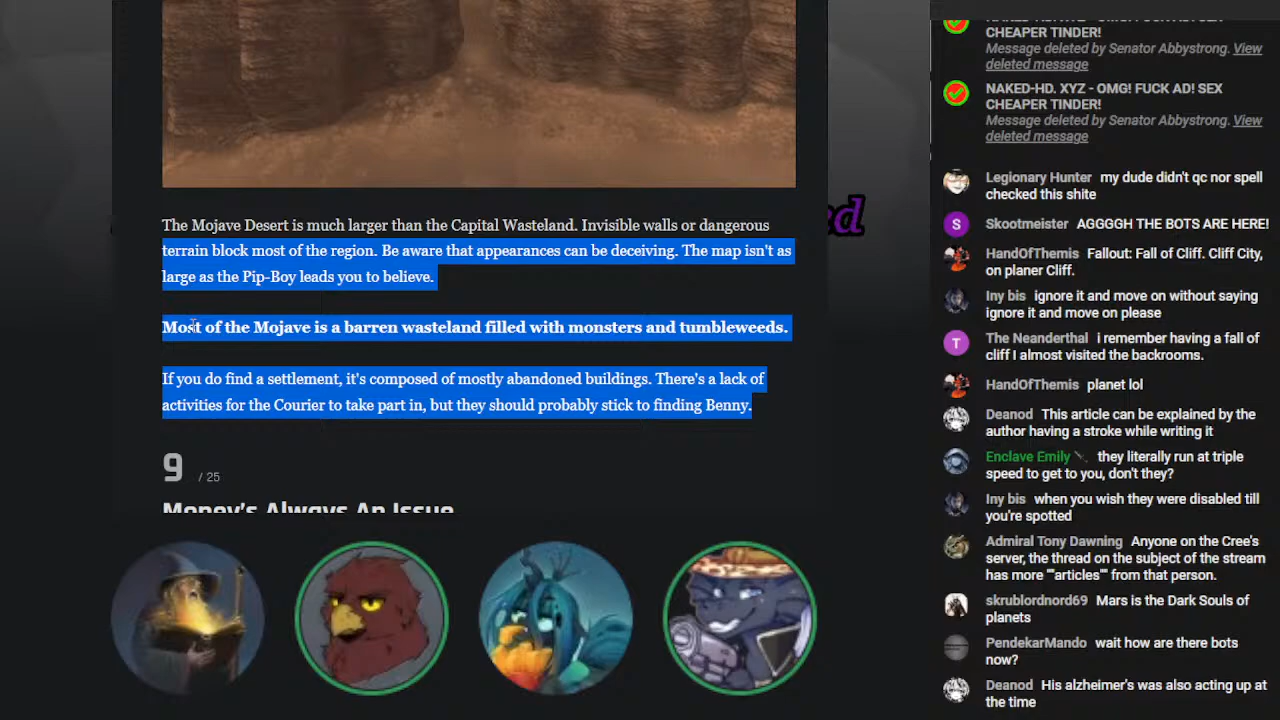 The Mojave Desert is much larger than the Capital Wasteland. Invisible walls or dangerous
terrain block most of the region. Be aware that appearances can be deceiving. The map isn't as
large as the Pip-Boy leads you to believe.
Most of the Mojave is a barren wasteland filled with monsters and tumbleweeds.
If you do find a settlement, it's composed of mostly abandoned buildings. There's a lack of
activities for the Courier to take part in, but they should probably stick to finding Benny.
9 / 25
Money's Always An Issue
ed
CHEAPER TINDER!
Message deleted by Senator Abbystrong. View
deleted message
NAKED-HD. XYZ - OMG! FUCK AD! SEX
CHEAPER TINDER!
Message deleted by Senator Abbystrong. View
deleted message
Legionary Hunter my dude didn't qc nor spell
checked this shite
S
Skootmeister AGGGGH THE BOTS ARE HERE!
HandOfThemis Fallout: Fall of Cliff. Cliff City,
on planer Cliff.
Iny bis ignore it and move on without saying
ignore it and move on please
T
The Neanderthal i remember having a fall of
cliff I almost visited the backrooms.
HandOfThemis planet lol
Deanod This article can be explained by the
author having a stroke while writing it
Enclave Emily they literally run at triple
speed to get to you, don't they?
Iny bis when you wish they were disabled till
you're spotted
Admiral Tony Dawning Anyone on the Cree's
server, the thread on the subject of the stream
has more ""articles"" from that person.
skrublordnord69 Mars is the Dark Souls of
planets
PendekarMando wait how are there bots
now?
Deanod His alzheimer's was also acting up at
the time